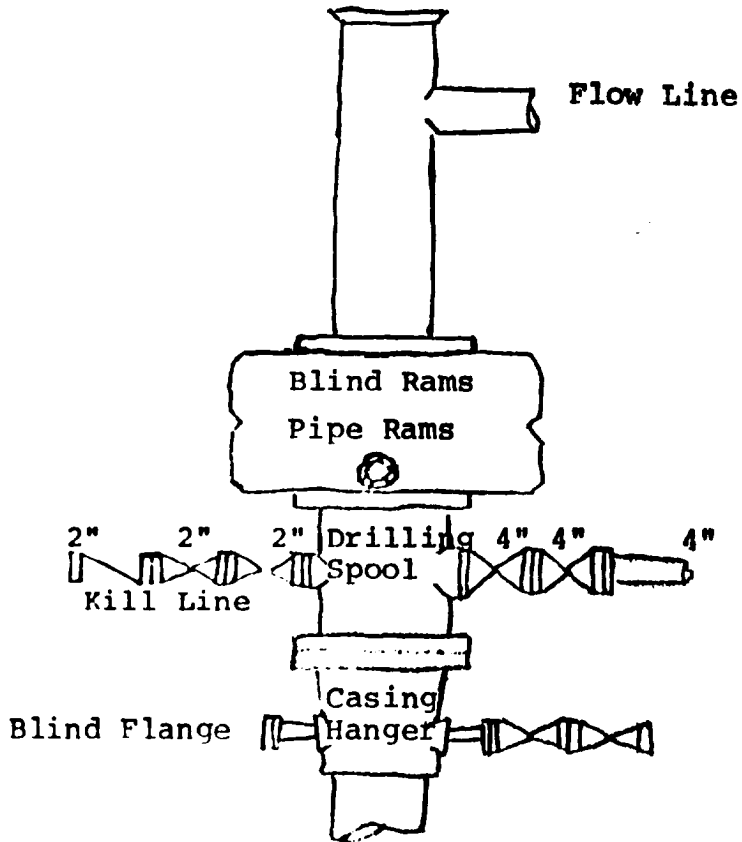 Flow Line
Blind Rams
Pipe Rams
2" 2" 2" Drilling 4" 4" 4"
Spool
Kill Line
Casing
Blind Flange Hanger